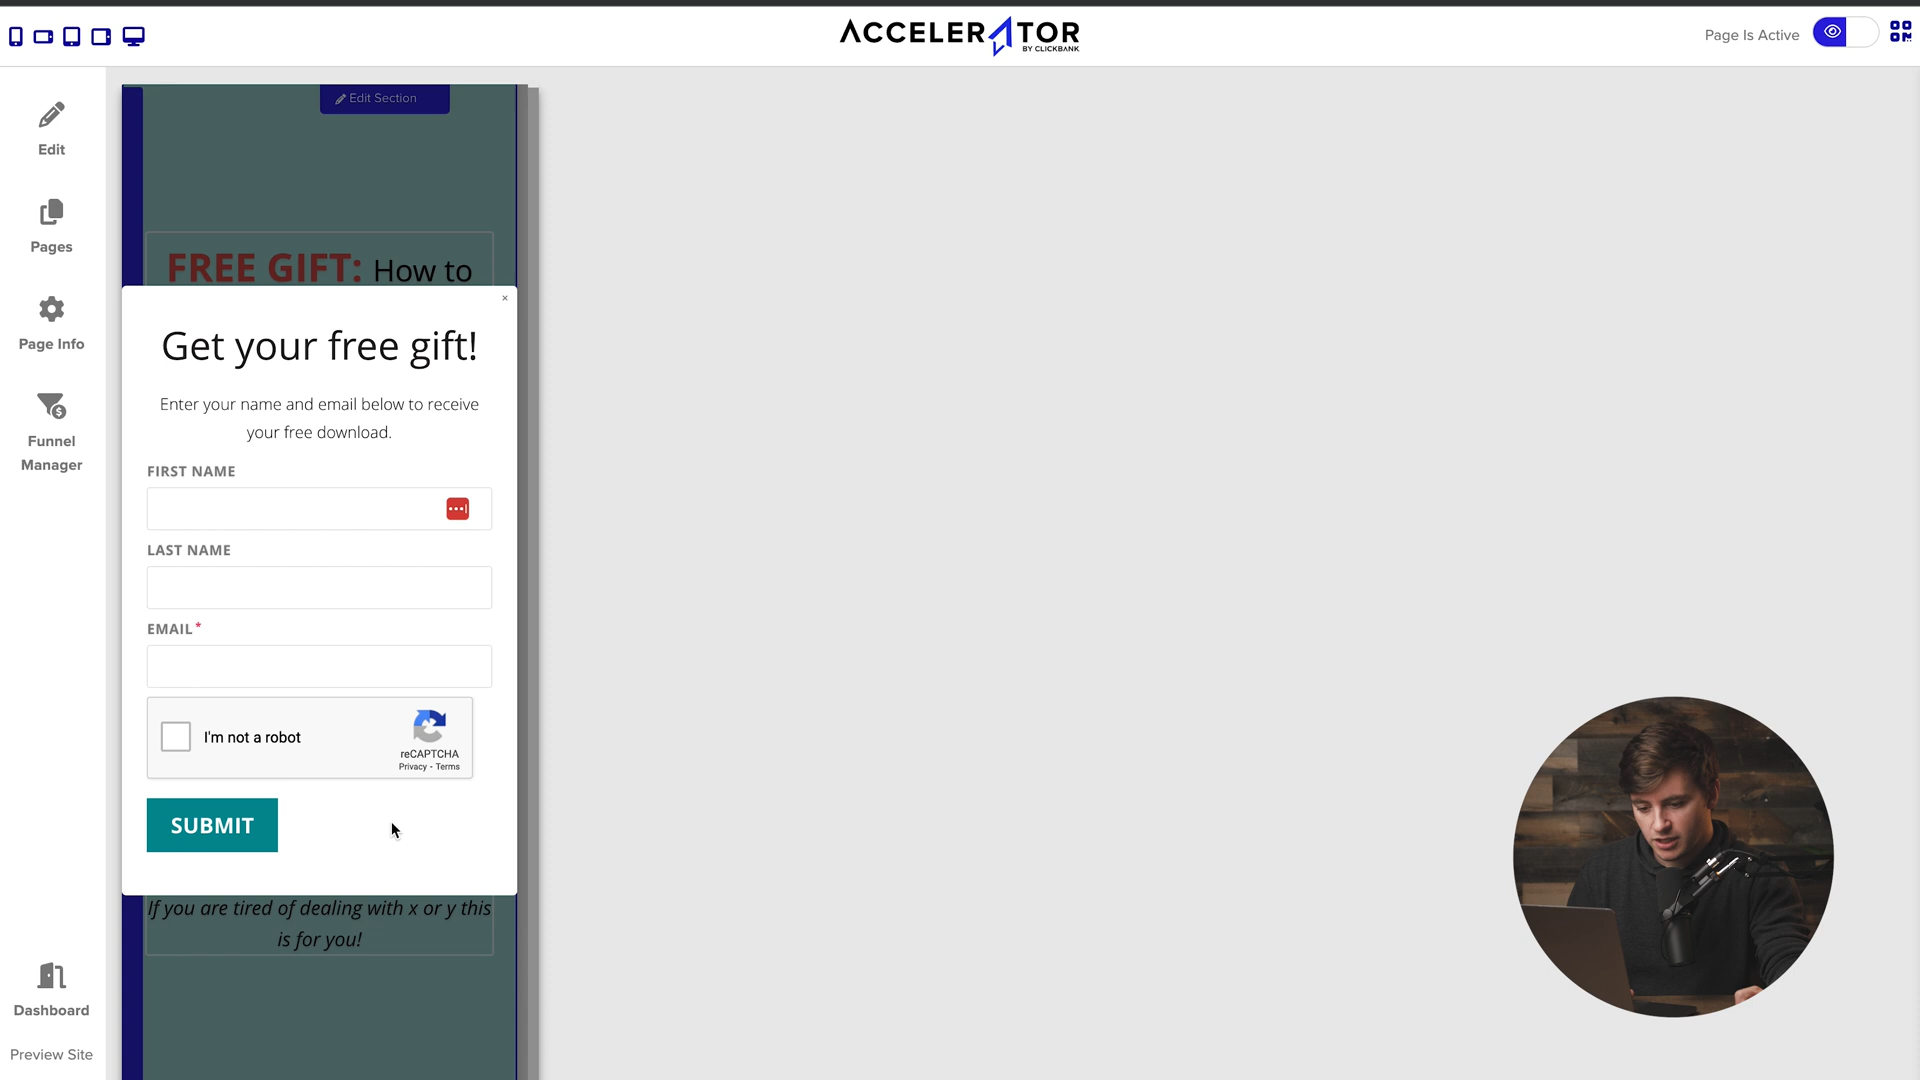 ACCELERATOR
BY CLICKBANK
Page Is Active
Edit
Pages
Page Info
Funnel
Manager
Dashboard
Preview Site
Edit Section
FREE GIFT: How to
×
Get your free gift!
Enter your name and email below to receive
your free download.
FIRST NAME
LAST NAME
EMAIL*
I'm not a robot
reCAPTCHA
Privacy - Terms
SUBMIT
If you are tired of dealing with x or y this
is for you!